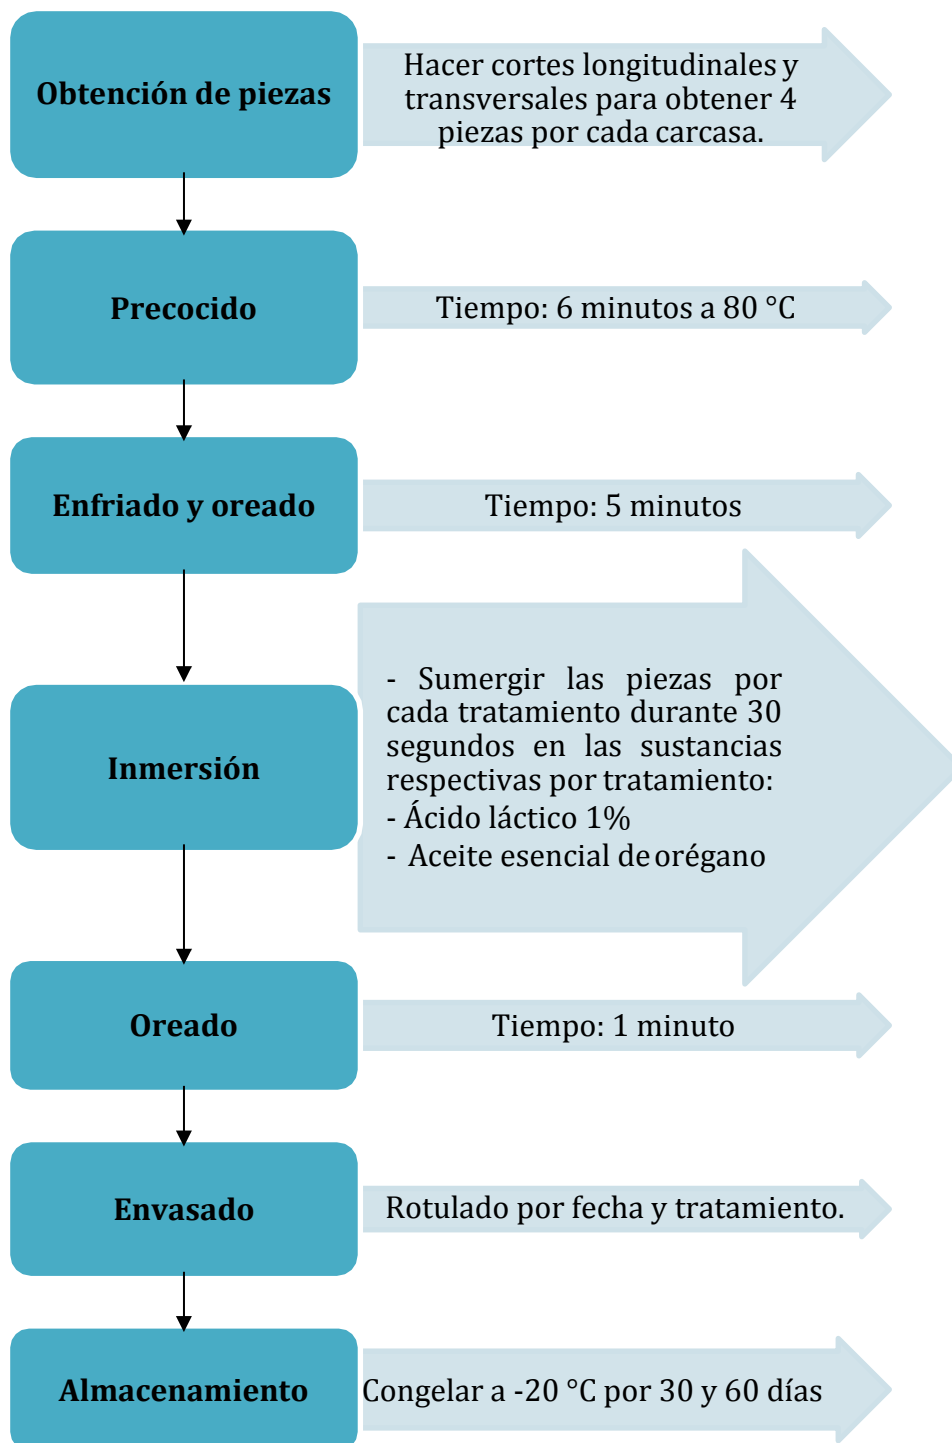 Obtención de piezas
Hacer cortes longitudinales y
transversales para obtener 4
piezas por cada carcasa.
Precocido
Tiempo: 6 minutos a 80 °C
Enfriado y oreado
Tiempo: 5 minutos
Inmersión
- Sumergir las piezas por
cada tratamiento durante 30
segundos en las sustancias
respectivas por tratamiento:
- Ácido láctico 1%
- Aceite esencial de orégano
Oreado
Tiempo: 1 minuto
Envasado
Rotulado por fecha y tratamiento.
Almacenamiento
Congelar a -20 °C por 30 y 60 días